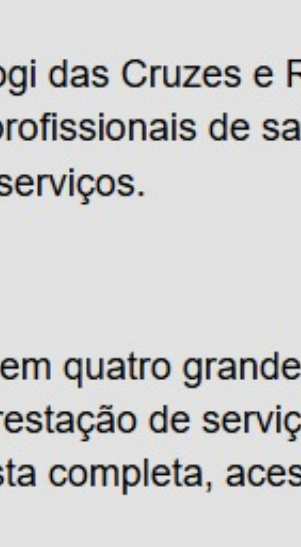 ogi das Cruzes e R
profissionais de sa
serviços.
em quatro grande
restação de serviç
sta completa, aces